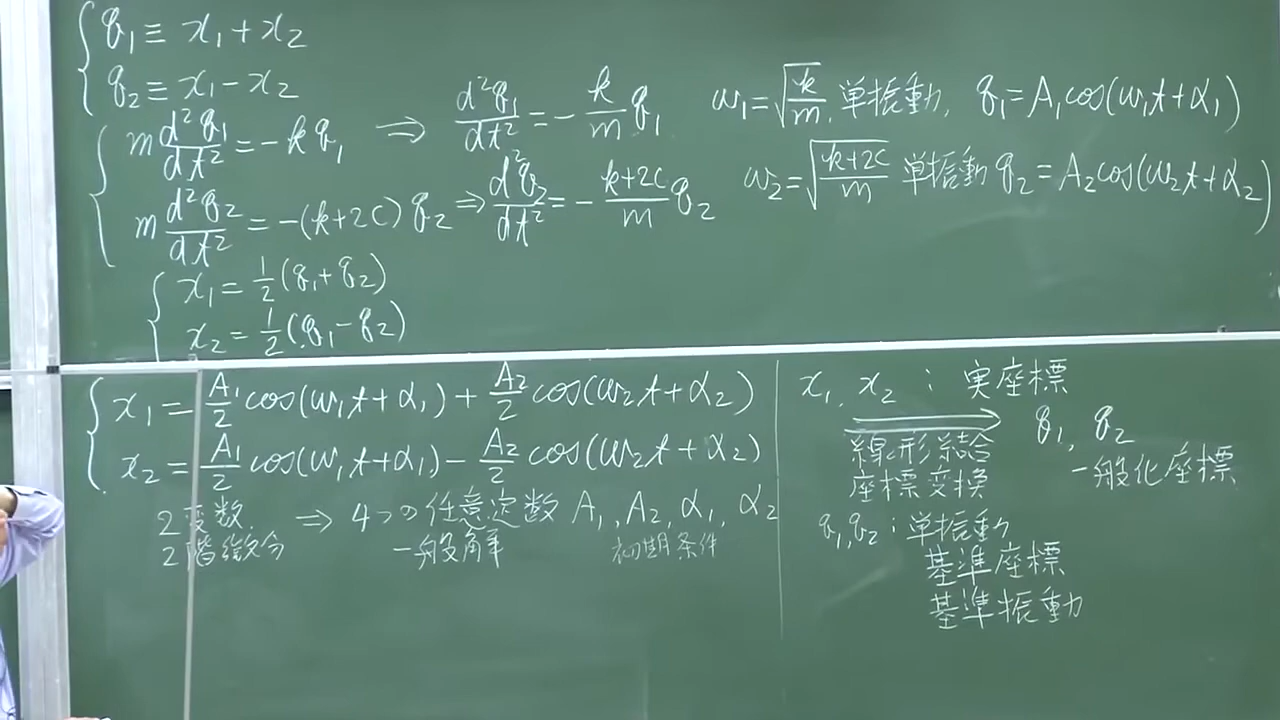 q₁ ≡ x₁ + x₂
q₂ ≡ x₁ − x₂
m d²q₁/dt² = −k q₁ ⇒ d²q₁/dt² = −k/m q₁ ω₁ = √(k/m) 単振動, q₁ = A₁cos(ω₁t + α₁)
m d²q₂/dt² = −(k+2C) q₂ ⇒ d²q₂/dt² = −(k+2C)/m q₂ ω₂ = √((k+2C)/m) 単振動 q₂ = A₂cos(ω₂t + α₂)
x₁ = 1/2 (q₁ + q₂)
x₂ = 1/2 (q₁ − q₂)
x₁ = A₁/2 cos(ω₁t + α₁) + A₂/2 cos(ω₂t + α₂)
x₂ = A₁/2 cos(ω₁t + α₁) − A₂/2 cos(ω₂t + α₂)
2変数 ⇒ 4つの任意定数 A₁, A₂, α₁, α₂
2階微分 一般解 初期条件
x₁, x₂ : 実座標
→ q₁, q₂
線形結合 一般化座標
座標変換
q₁, q₂ : 単振動
基準座標
基準振動